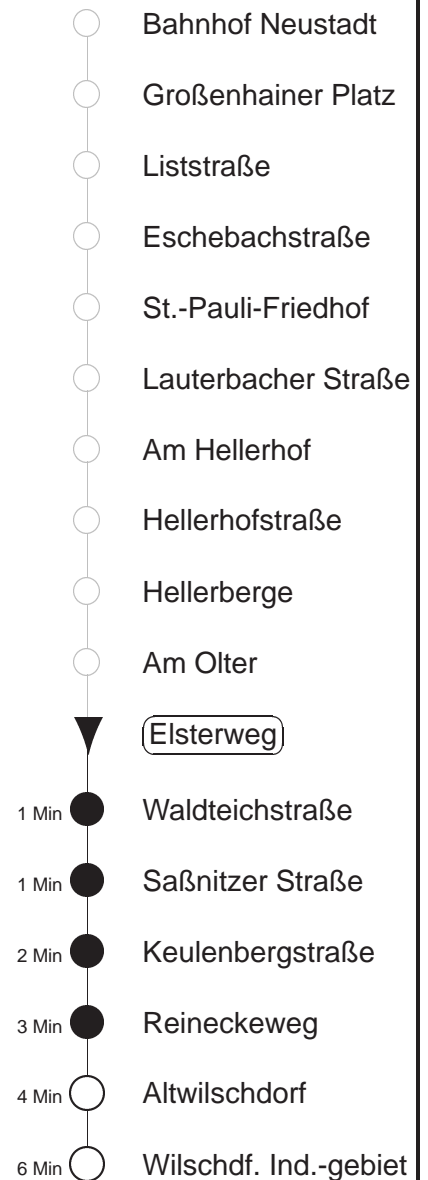 Bahnhof Neustadt
Großenhainer Platz
Liststraße
Eschebachstraße
St.-Pauli-Friedhof
Lauterbacher Straße
Am Hellerhof
Hellerhofstraße
Hellerberge
Am Olter
Elsterweg
1 Min Waldteichstraße
1 Min Saßnitzer Straße
2 Min Keulenbergstraße
3 Min Reineckeweg
4 Min Altwilschdorf
6 Min Wilschdf. Ind.-gebiet